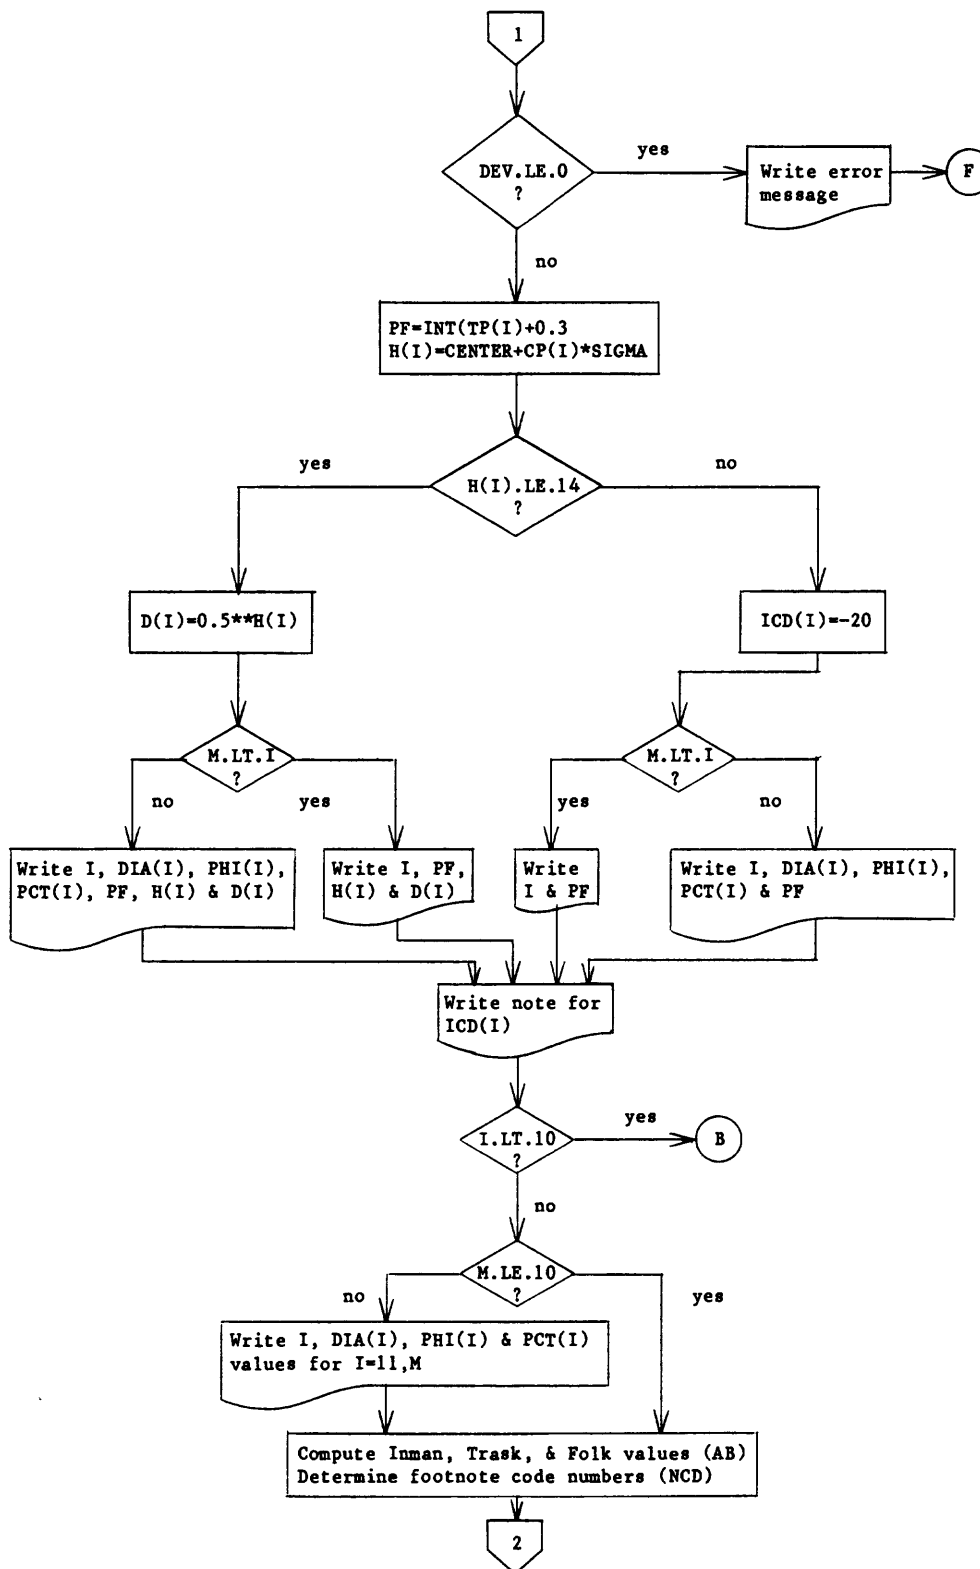 1
DEV.LE.0
?
yes
Write error
message
F
no
PF=INT(TP(I)+0.3
H(I)=CENTER+CP(I)*SIGMA
yes
H(I).LE.14
?
no
D(I)=0.5**H(I)
ICD(I)=-20
M.LT.I
?
no
yes
M.LT.I
?
yes
no
Write I, DIA(I), PHI(I),
PCT(I), PF, H(I) & D(I)
Write I, PF,
H(I) & D(I)
Write
I & PF
Write I, DIA(I), PHI(I),
PCT(I) & PF
Write note for
ICD(I)
I.LT.10
?
yes
B
no
M.LE.10
?
no
yes
Write I, DIA(I), PHI(I) & PCT(I)
values for I=11,M
Compute Inman, Trask, & Folk values (AB)
Determine footnote code numbers (NCD)
2